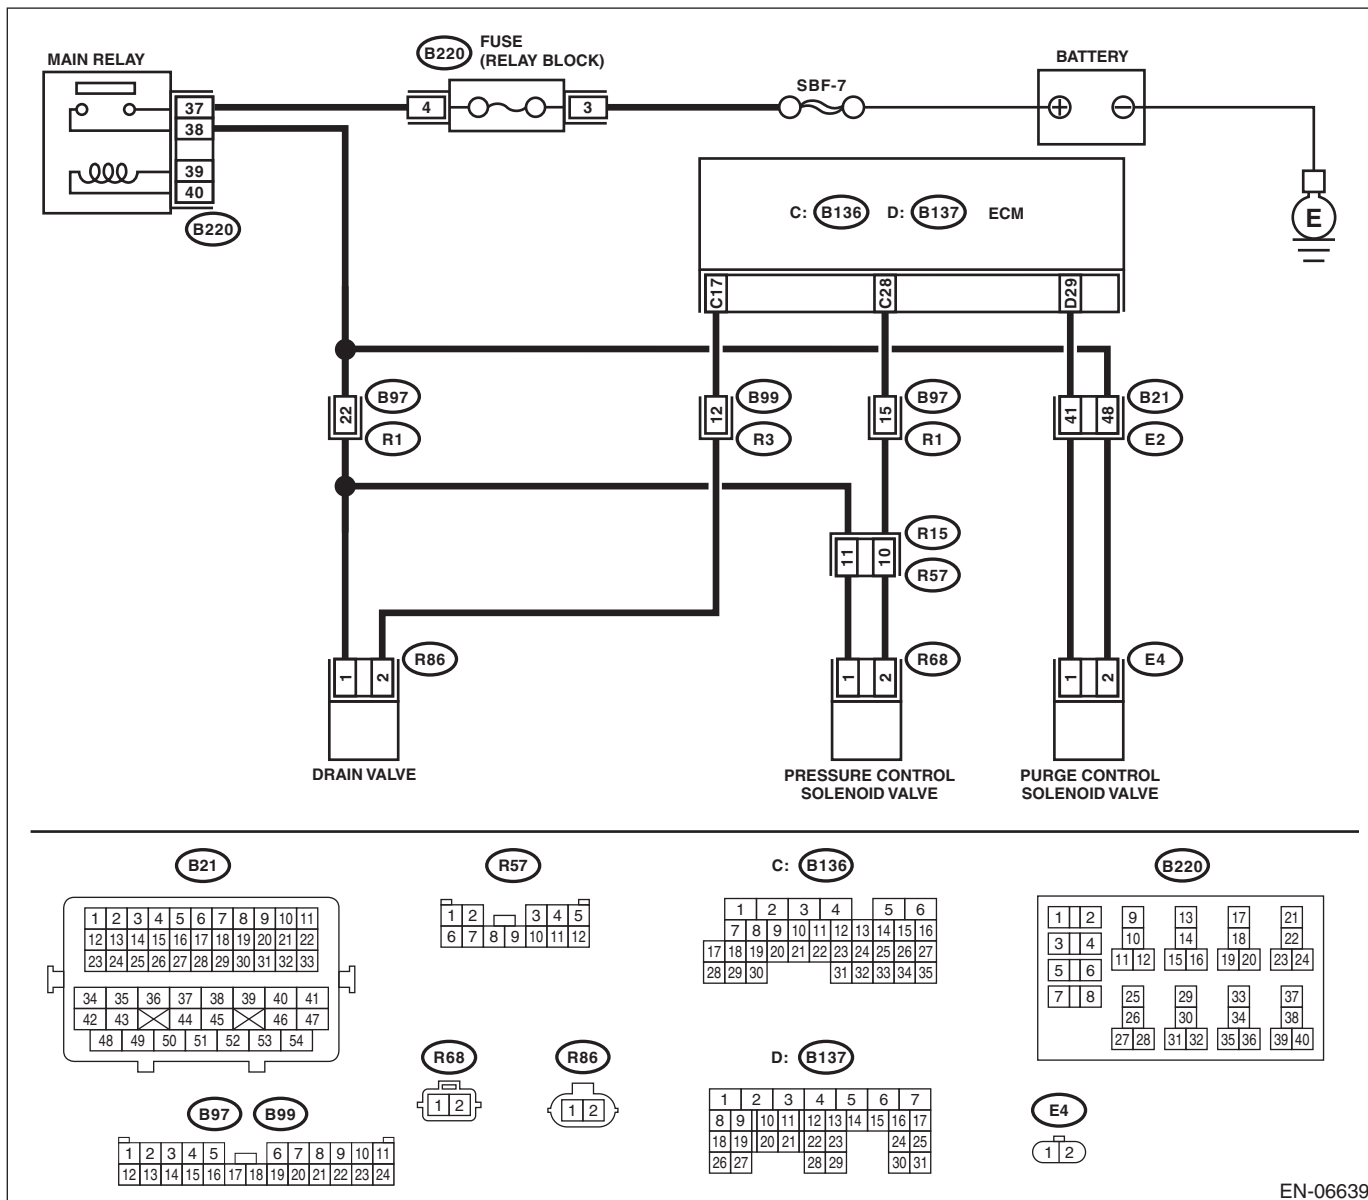 MAIN RELAY
B220
FUSE
(RELAY BLOCK)
SBF-7
BATTERY
37
38
39
40
4
3
B220
E
C: B136 D: B137 ECM
C17
C28
D29
22
B97
R1
12
B99
R3
15
B97
R1
41
48
B21
E2
11
10
R15
R57
1
2
R86
1
2
R68
1
2
E4
DRAIN VALVE
PRESSURE CONTROL
SOLENOID VALVE
PURGE CONTROL
SOLENOID VALVE
B21
1 2 3 4 5 6 7 8 9 10 11
12 13 14 15 16 17 18 19 20 21 22
23 24 25 26 27 28 29 30 31 32 33
34 35 36 37 38 39 40 41
42 43 44 45 46 47
48 49 50 51 52 53 54
R57
1 2 3 4 5
6 7 8 9 10 11 12
C: B136
1 2 3 4 5 6
7 8 9 10 11 12 13 14 15 16
17 18 19 20 21 22 23 24 25 26 27
28 29 30 31 32 33 34 35
B220
1 2 9 13 17 21
3 4 10 14 18 22
5 6 11 12 15 16 19 20 23 24
7 8 25 29 33 37
26 30 34 38
27 28 31 32 35 36 39 40
R68
1 2
R86
1 2
D: B137
1 2 3 4 5 6 7
8 9 10 11 12 13 14 15 16 17
18 19 20 21 22 23 24 25
26 27 28 29 30 31
E4
1 2
B97 B99
1 2 3 4 5 6 7 8 9 10 11
12 13 14 15 16 17 18 19 20 21 22 23 24
EN-06639